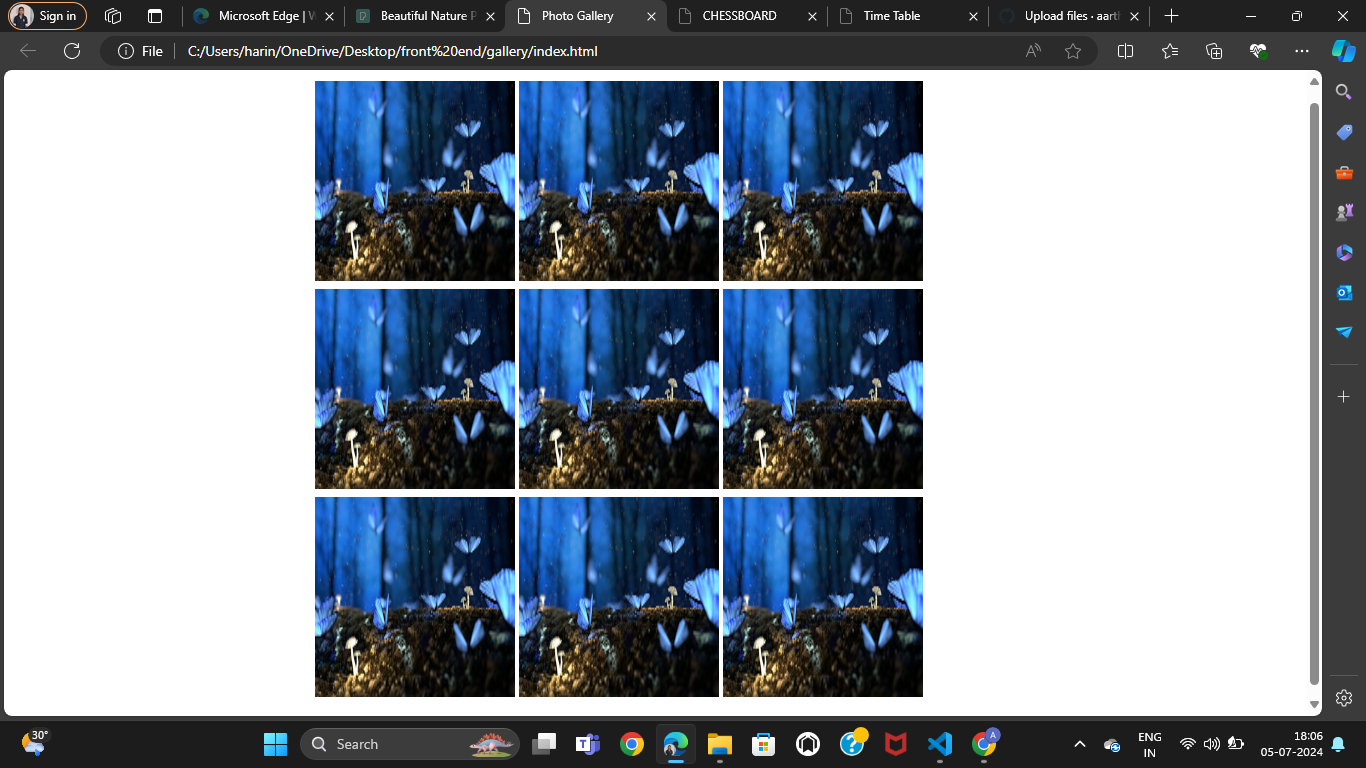 Sign in
Microsoft Edge | W
Beautiful Nature P
Photo Gallery
CHESSBOARD
Time Table
Upload files · aarth
File
C:/Users/harin/OneDrive/Desktop/front%20end/gallery/index.html
30°
Search
A
ENG
IN
18:06
05-07-2024